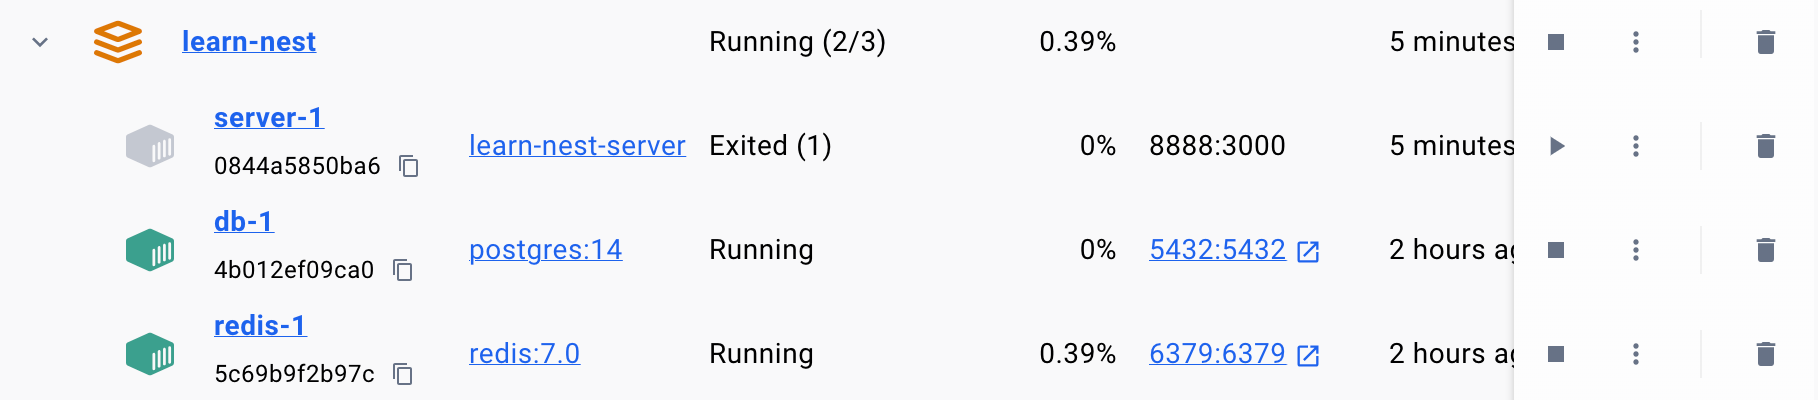 learn-nest Running (2/3) 0.39% 5 minutes
server-1
0844a5850ba6 learn-nest-server Exited (1) 0% 8888:3000 5 minutes
db-1
4b012ef09ca0 postgres:14 Running 0% 5432:5432 2 hours
redis-1
5c69b9f2b97c redis:7.0 Running 0.39% 6379:6379 2 hours